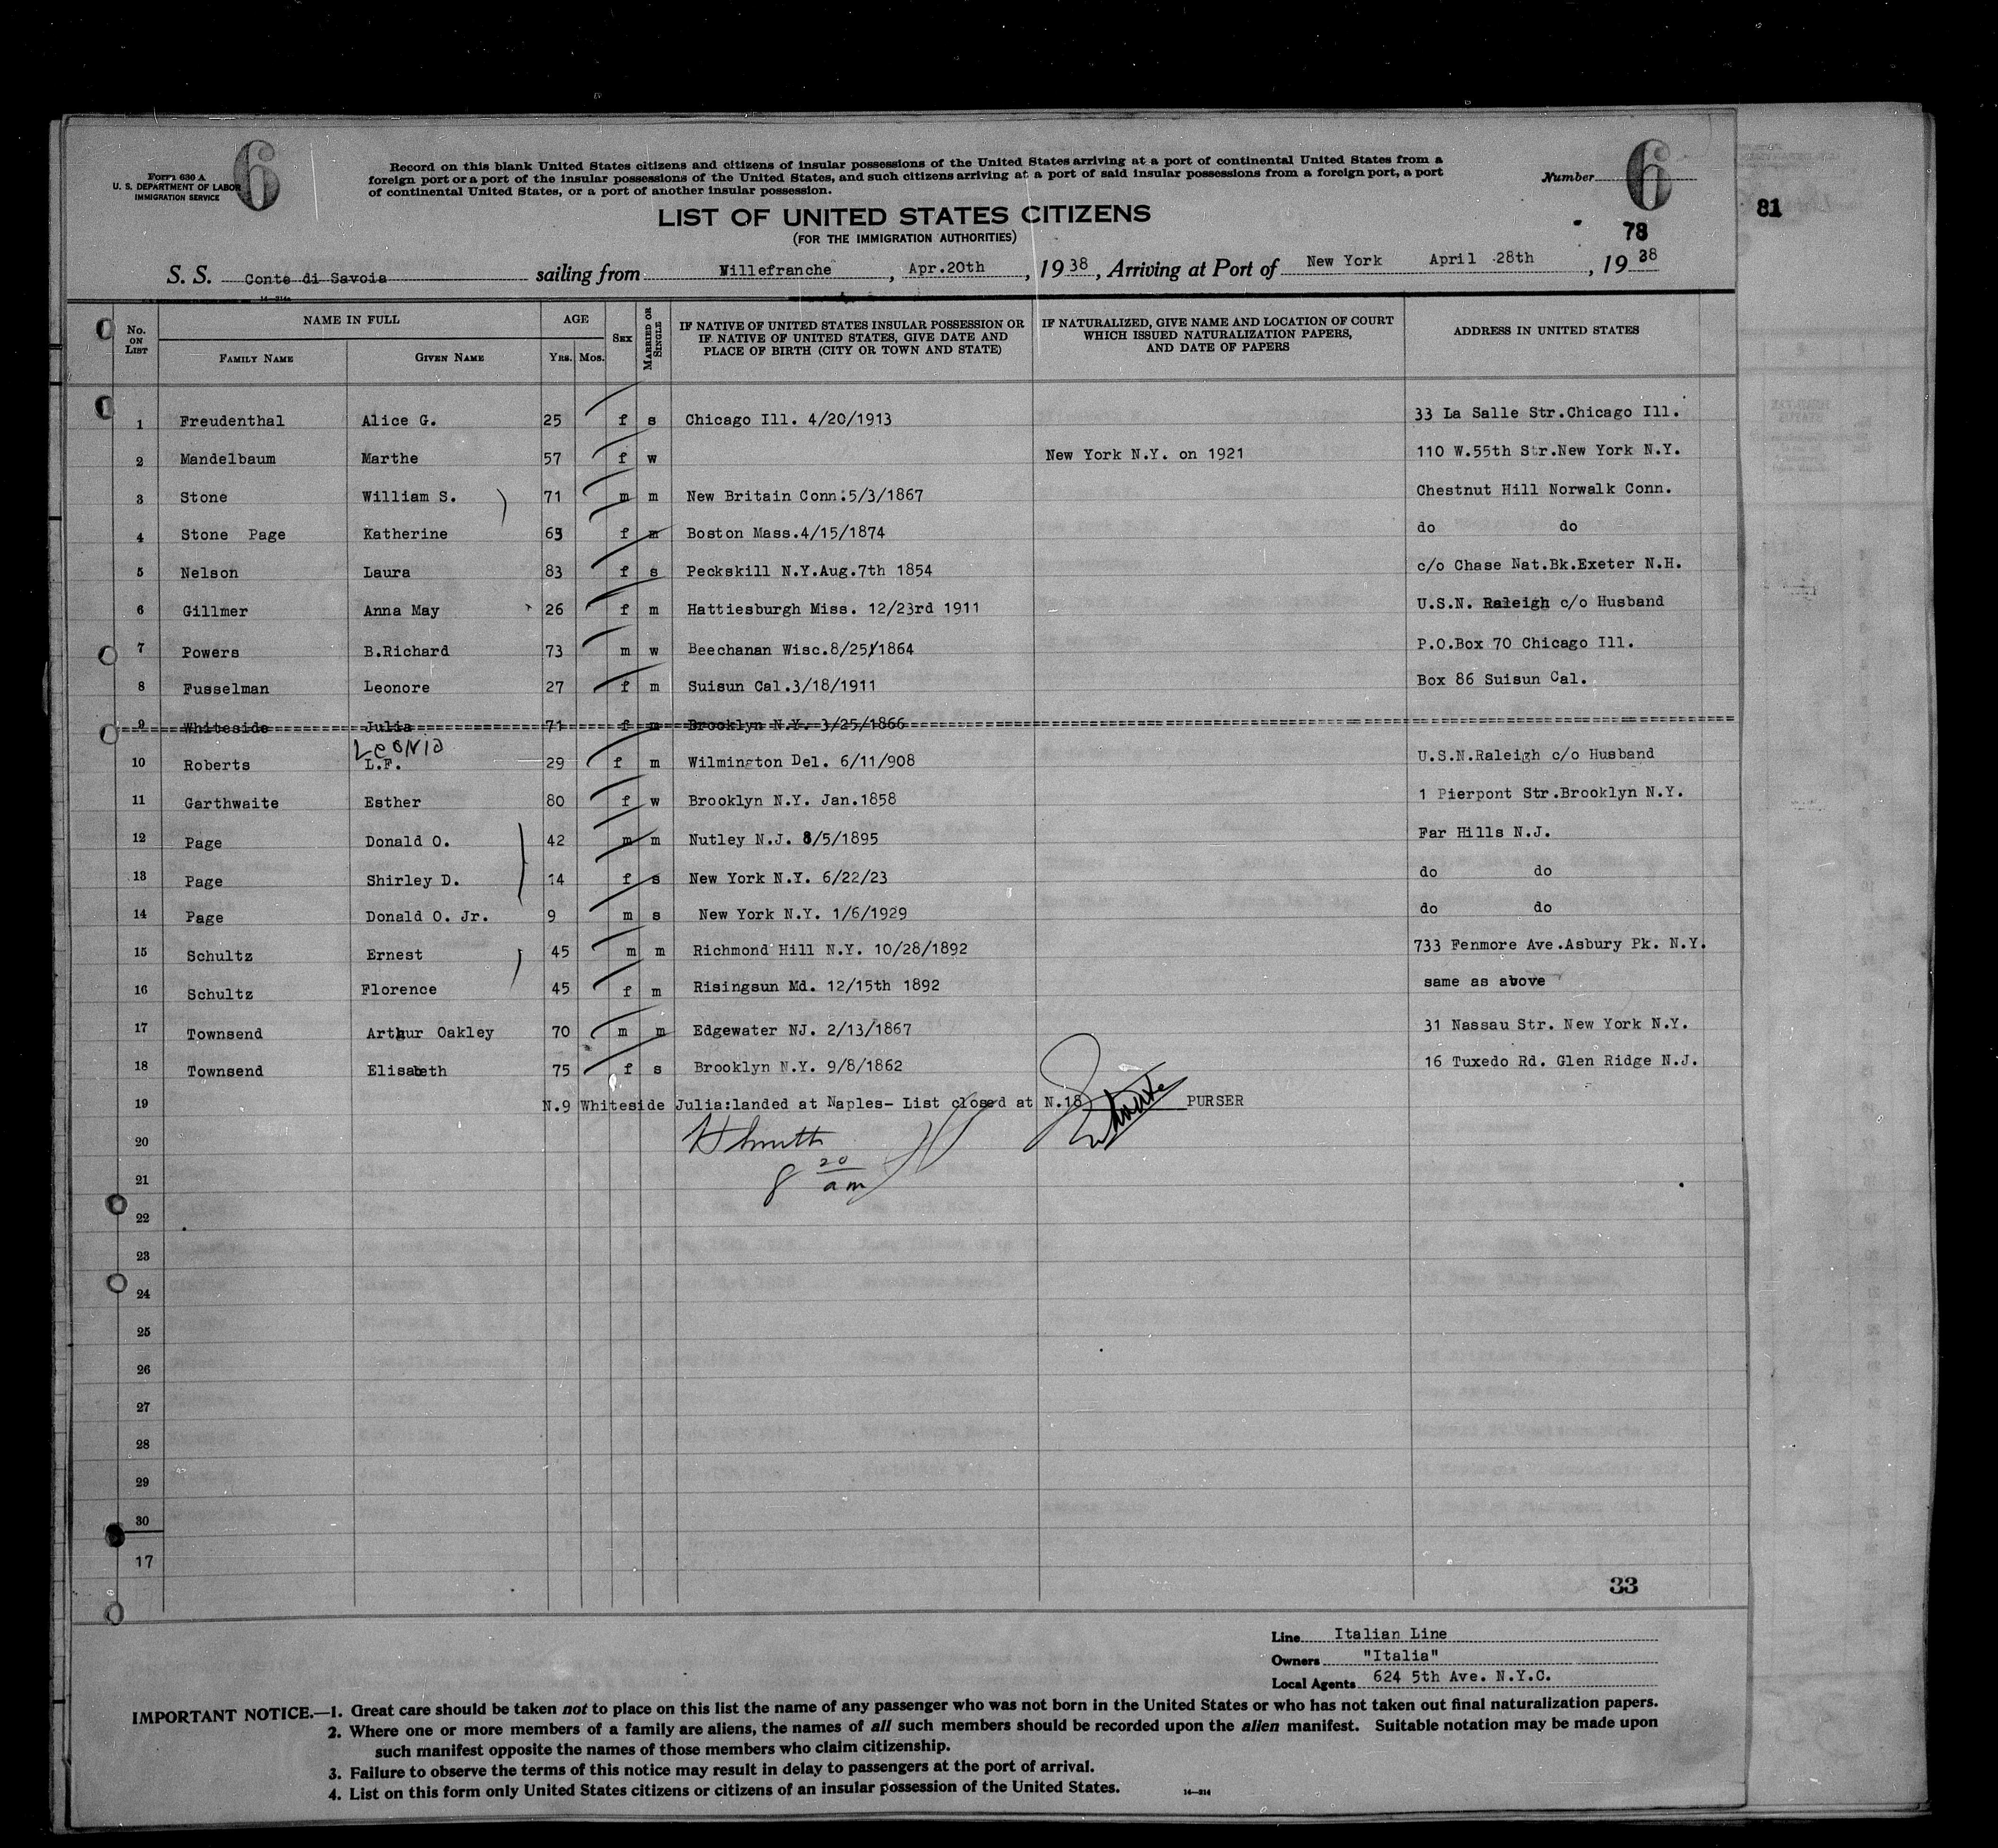 Form 630 A
U. S. DEPARTMENT OF LABOR
IMMIGRATION SERVICE
6
Record on this blank United States citizens and citizens of insular possessions of the United States arriving at a port of continental United States from a
foreign port or a port of the insular possessions of the United States, and such citizens arriving at a port of said insular possessions from a foreign port, a port
of continental United States, or a port of another insular possession.
Number 6
81
78
LIST OF UNITED STATES CITIZENS
(FOR THE IMMIGRATION AUTHORITIES)
S. S. Conte di Savoia sailing from Willefranche, Apr.20th, 19 38, Arriving at Port of New York April 28th, 19 38
14—214a
No. ON LIST NAME IN FULL AGE SEX MARRIED OR SINGLE IF NATIVE OF UNITED STATES INSULAR POSSESSION OR IF NATIVE OF UNITED STATES, GIVE DATE AND PLACE OF BIRTH (CITY OR TOWN AND STATE) IF NATURALIZED, GIVE NAME AND LOCATION OF COURT WHICH ISSUED NATURALIZATION PAPERS, AND DATE OF PAPERS ADDRESS IN UNITED STATES
FAMILY NAME GIVEN NAME YRS. MOS.
1 Freudenthal Alice G. 25 f s Chicago Ill. 4/20/1913 33 La Salle Str.Chicago Ill.
2 Mandelbaum Marthe 57 f w New York N.Y. on 1921 110 W.55th Str.New York N.Y.
3 Stone William S. ) 71 m m New Britain Conn.5/3/1867 Chestnut Hill Norwalk Conn.
4 Stone Page Katherine 63 f m Boston Mass.4/15/1874 do do
5 Nelson Laura 83 f s Peckskill N.Y.Aug.7th 1854 c/o Chase Nat.Bk.Exeter N.H.
6 Gillmer Anna May 26 f m Hattiesburgh Miss. 12/23rd 1911 U.S.N. Raleigh c/o Husband
7 Powers B.Richard 73 m w Beechanan Wisc.8/25/1864 P.O.Box 70 Chicago Ill.
8 Fusselman Leonore 27 f m Suisun Cal.3/18/1911 Box 86 Suisun Cal.
9 Whiteside Julia 71 f m Brooklyn N.Y. 3/25/1866
Leonia
10 Roberts L.F. 29 f m Wilmington Del. 6/11/908 U.S.N.Raleigh c/o Husband
11 Garthwaite Esther 80 f w Brooklyn N.Y. Jan.1858 1 Pierpont Str.Brooklyn N.Y.
12 Page Donald O. 42 m m Nutley N.J. 8/5/1895 Far Hills N.J.
13 Page Shirley D. 14 f s New York N.Y. 6/22/23 do do
14 Page Donald O. Jr. 9 m s New York N.Y. 1/6/1929 do do
15 Schultz Ernest 45 m m Richmond Hill N.Y. 10/28/1892 733 Fenmore Ave.Asbury Pk. N.Y.
16 Schultz Florence 45 f m Risingsun Md. 12/15th 1892 same as above
17 Townsend Arthur Oakley 70 m m Edgewater NJ. 2/13/1867 31 Nassau Str. New York N.Y.
18 Townsend Elisabeth 75 f s Brooklyn N.Y. 9/8/1862 16 Tuxedo Rd. Glen Ridge N.J.
19 N.9 Whiteside Julia:landed at Naples- List closed at N.18 PURSER
20 H Smith
21 8 20 am
22
23
24
25
26
27
28
29
30
17
33
Line Italian Line
Owners "Italia"
Local Agents 624 5th Ave. N.Y.C.
IMPORTANT NOTICE.—1. Great care should be taken not to place on this list the name of any passenger who was not born in the United States or who has not taken out final naturalization papers.
2. Where one or more members of a family are aliens, the names of all such members should be recorded upon the alien manifest. Suitable notation may be made upon
such manifest opposite the names of those members who claim citizenship.
3. Failure to observe the terms of this notice may result in delay to passengers at the port of arrival.
4. List on this form only United States citizens or citizens of an insular possession of the United States.
14—214